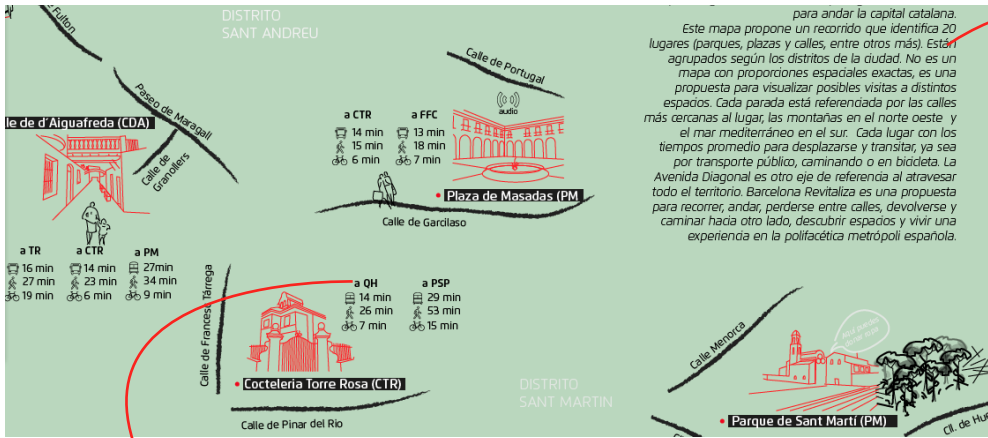 de Fulton
DISTRITO
SANT ANDREU
Paseo de Maragall
lle de d'Aiguafreda (CDA)
Calle de
Granollers
a TR
16 min
27 min
19 min
a CTR
14 min
23 min
6 min
a PM
27min
34 min
9 min
Calle de Portugal
audio
a CTR
14 min
15 min
6 min
a FFC
13 min
18 min
7 min
• Plaza de Masadas (PM
Calle de Garcilaso
Calle de Francesc Tárrega
a QH
14 min
26 min
7 min
a PSP
29 min
53 min
15 min
• Cocteleria Torre Rosa (CTR)
Calle de Pinar del Rio
DISTRITO
SANT MARTIN
para andar la capital catalana.
Este mapa propone un recorrido que identifica 20
lugares (parques, plazas y calles, entre otros más). Están
agrupados según los distritos de la ciudad. No es un
mapa con proporciones espaciales exactas, es una
propuesta para visualizar posibles visitas a distintos
espacios. Cada parada está referenciada por las calles
más cercanas al lugar, las montañas en el norte oeste y
el mar mediterráneo en el sur. Cada lugar con los
tiempos promedio para desplazarse y transitar, ya sea
por transporte público, caminando o en bicicleta. La
Avenida Diagonal es otro eje de referencia al atravesar
todo el territorio. Barcelona Revitaliza es una propuesta
para recorrer, andar, perderse entre calles, devolverse y
caminar hacia otro lado, descubrir espacios y vivir una
experiencia en la polifacética metrópoli española.
Calle Menorca
• Parque de Sant Martí (PM)
Cll. de Hu